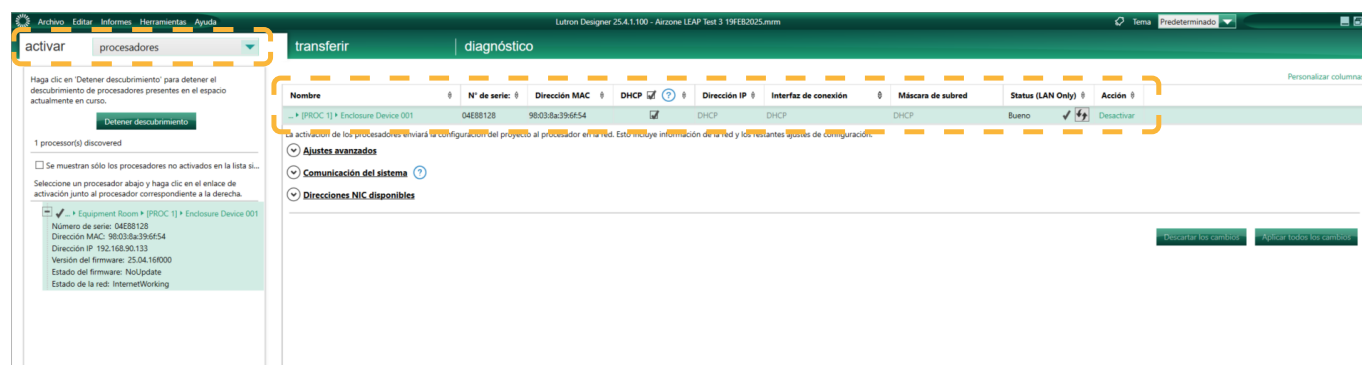 Archivo Editar Informes Herramientas Ayuda
Lutron Designer 25.4.1.100 - Airzone LEAP Test 3 19FEB2025.mrm
Tema Predeterminado
activar procesadores transferir diagnóstico
Haga clic en 'Detener descubrimiento' para detener el
descubrimiento de procesadores presentes en el espacio
actualmente en curso.
Detener descubrimiento
1 processor(s) discovered
Se muestran sólo los procesadores no activados en la lista si...
Seleccione un procesador abajo y haga clic en el enlace de
activación junto al procesador correspondiente a la derecha.
... Equipment Room [PROC 1] Enclosure Device 001
Número de serie: 04E88128
Dirección MAC: 98:03:8a:39:6f:54
Dirección IP 192.168.90.133
Versión del firmware: 25.04.16f000
Estado del firmware: NoUpdate
Estado de la red: InternetWorking
Personalizar columnas
Nombre N° de serie: Dirección MAC DHCP ? Dirección IP Interfaz de conexión Máscara de subred Status (LAN Only) Acción
... [PROC 1] Enclosure Device 001 04E88128 98:03:8a:39:6f:54 DHCP DHCP DHCP Bueno Desactivar
La activación de los procesadores enviará la configuración del proyecto al procesador en la red. Esto incluye información de la red y los restantes ajustes de configuración.
Ajustes avanzados
Comunicación del sistema ?
Direcciones NIC disponibles
Descartar los cambios Aplicar todos los cambios